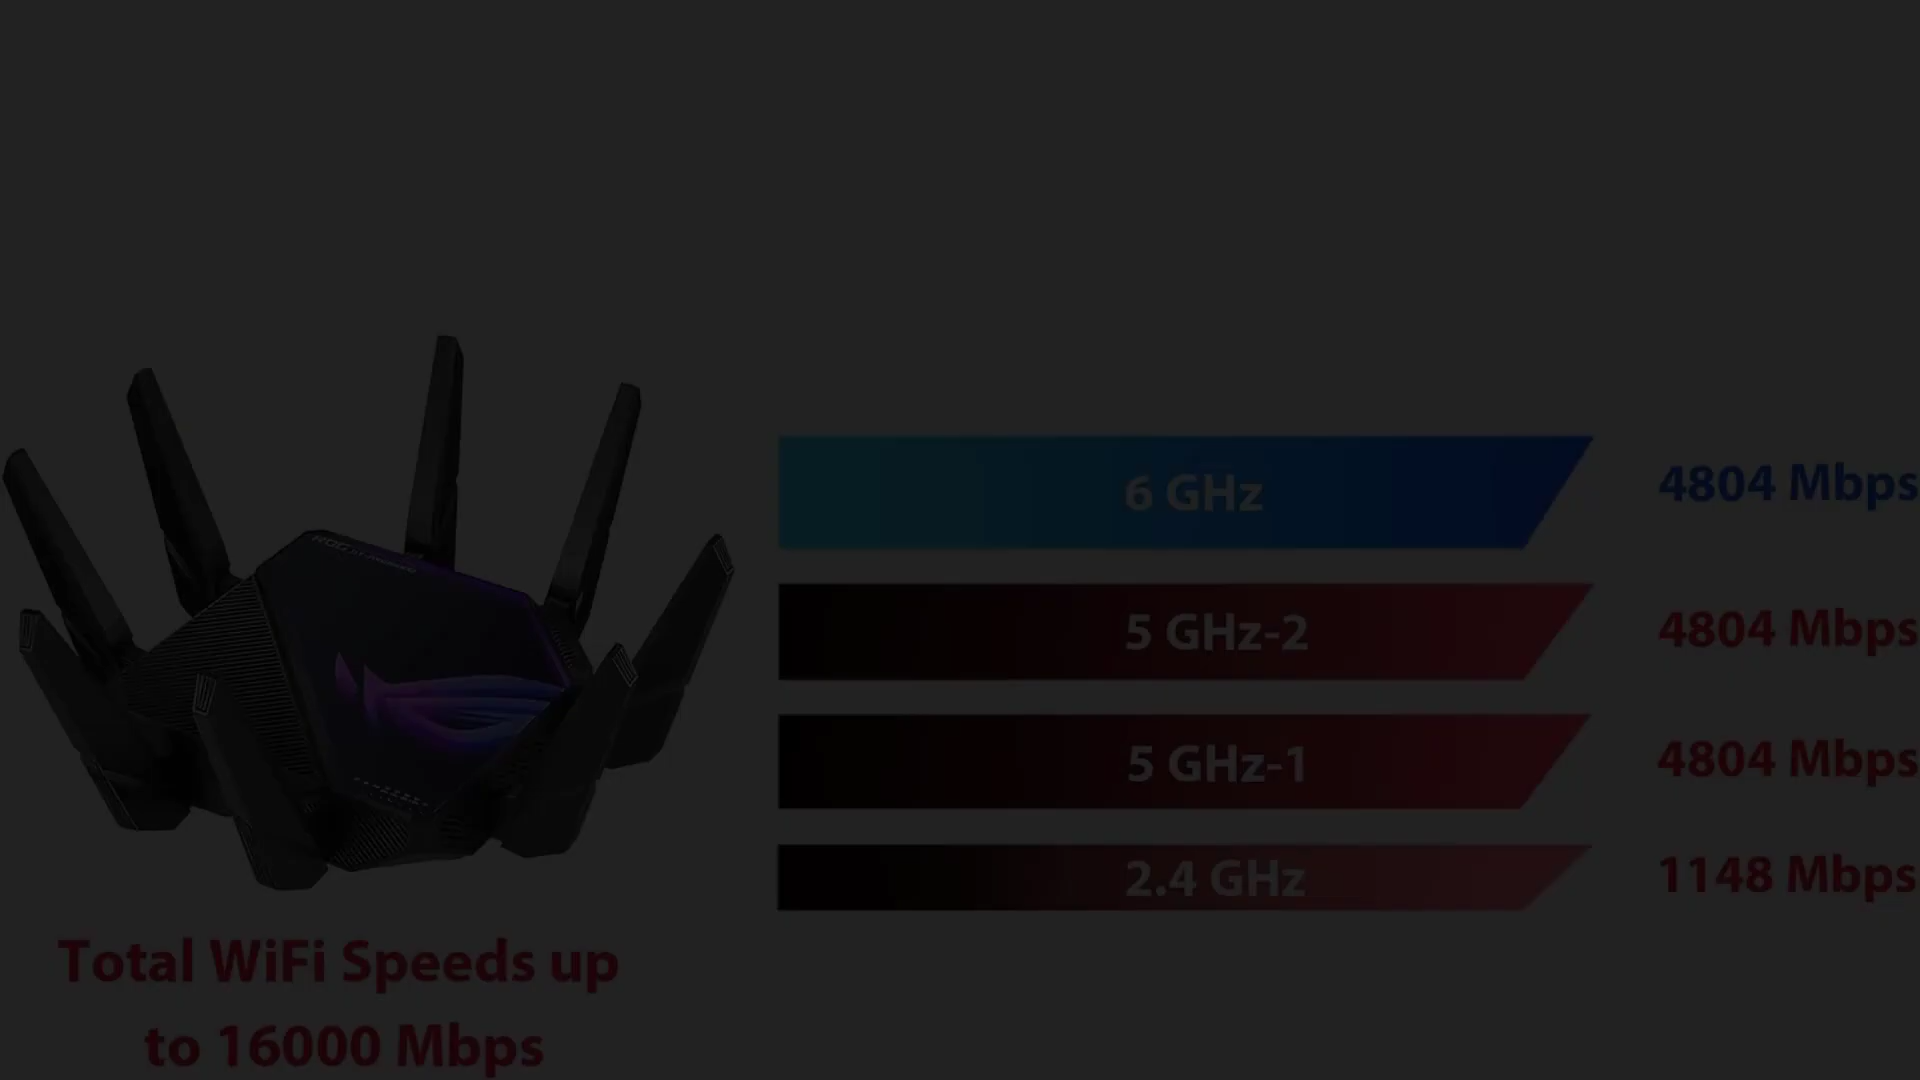 6 GHz
4804 Mbps
5 GHz-2
4804 Mbps
5 GHz-1
4804 Mbps
2.4 GHz
1148 Mbps
Total WiFi Speeds up
to 16000 Mbps